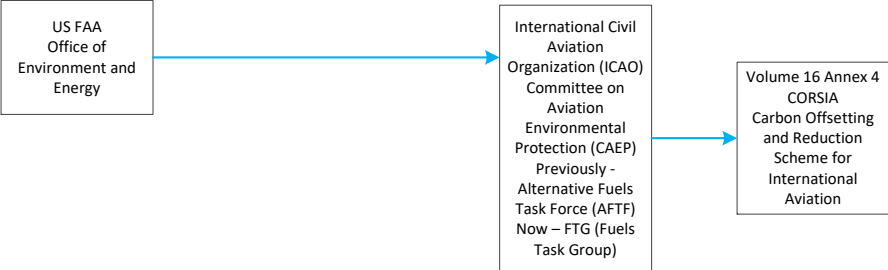 US FAA
Office of
Environment and
Energy
International Civil
Aviation
Organization (ICAO)
Committee on
Aviation
Environmental
Protection (CAEP)
Previously -
Alternative Fuels
Task Force (AFTF)
Now – FTG (Fuels
Task Group)
Volume 16 Annex 4
CORSIA
Carbon Offsetting
and Reduction
Scheme for
International
Aviation